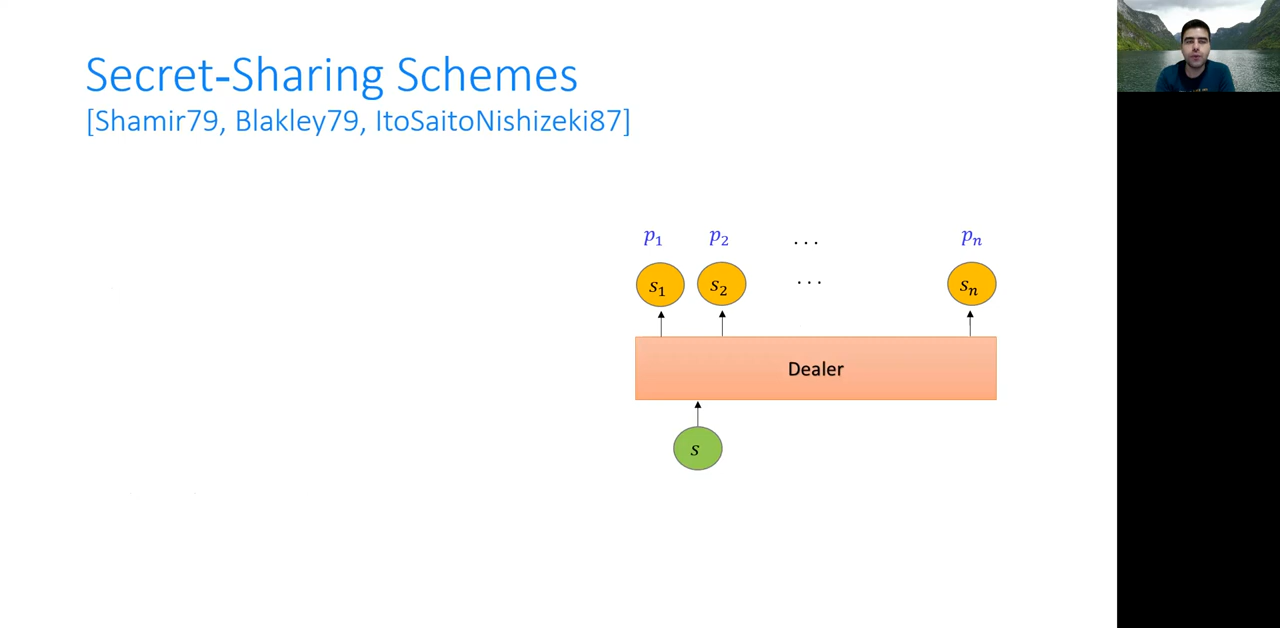 Secret-Sharing Schemes
[Shamir79, Blakley79, ItoSaitoNishizeki87]
p₁ p₂ ... pₙ
s₁ s₂ ... sₙ
Dealer
s